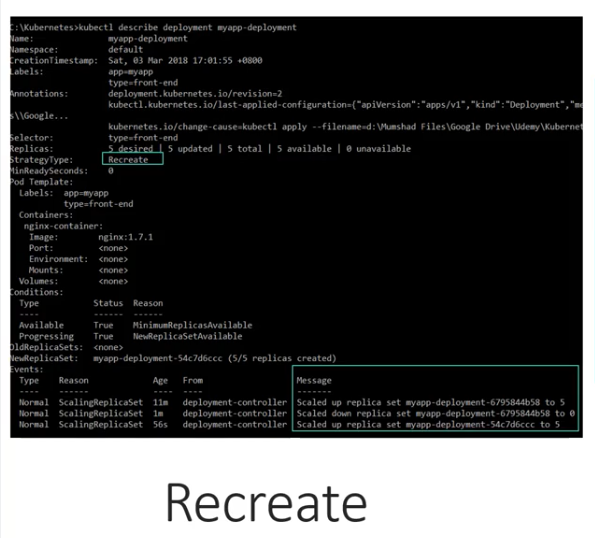 C:\Kubernetes>kubectl describe deployment myapp-deployment
Name: myapp-deployment
Namespace: default
CreationTimestamp: Sat, 03 Mar 2018 17:01:55 +0800
Labels: app=myapp
type=front-end
Annotations: deployment.kubernetes.io/revision=2
kubectl.kubernetes.io/last-applied-configuration={"apiVersion":"apps/v1","kind":"Deployment","me
s\\Google...
kubernetes.io/change-cause=kubectl apply --filename=d:\Mumshad Files\Google Drive\Udemy\Kubernet
Selector: type=front-end
Replicas: 5 desired | 5 updated | 5 total | 5 available | 0 unavailable
StrategyType: Recreate
MinReadySeconds: 0
Pod Template:
Labels: app=myapp
type=front-end
Containers:
nginx-container:
Image: nginx:1.7.1
Port: <none>
Environment: <none>
Mounts: <none>
Volumes: <none>
Conditions:
Type Status Reason
---- ------ ------
Available True MinimumReplicasAvailable
Progressing True NewReplicaSetAvailable
OldReplicaSets: <none>
NewReplicaSet: myapp-deployment-54c7d6ccc (5/5 replicas created)
Events:
Type Reason Age From Message
---- ------ ---- ---- -------
Normal ScalingReplicaSet 11m deployment-controller Scaled up replica set myapp-deployment-6795844b58 to 5
Normal ScalingReplicaSet 1m deployment-controller Scaled down replica set myapp-deployment-6795844b58 to 0
Normal ScalingReplicaSet 56s deployment-controller Scaled up replica set myapp-deployment-54c7d6ccc to 5
Recreate